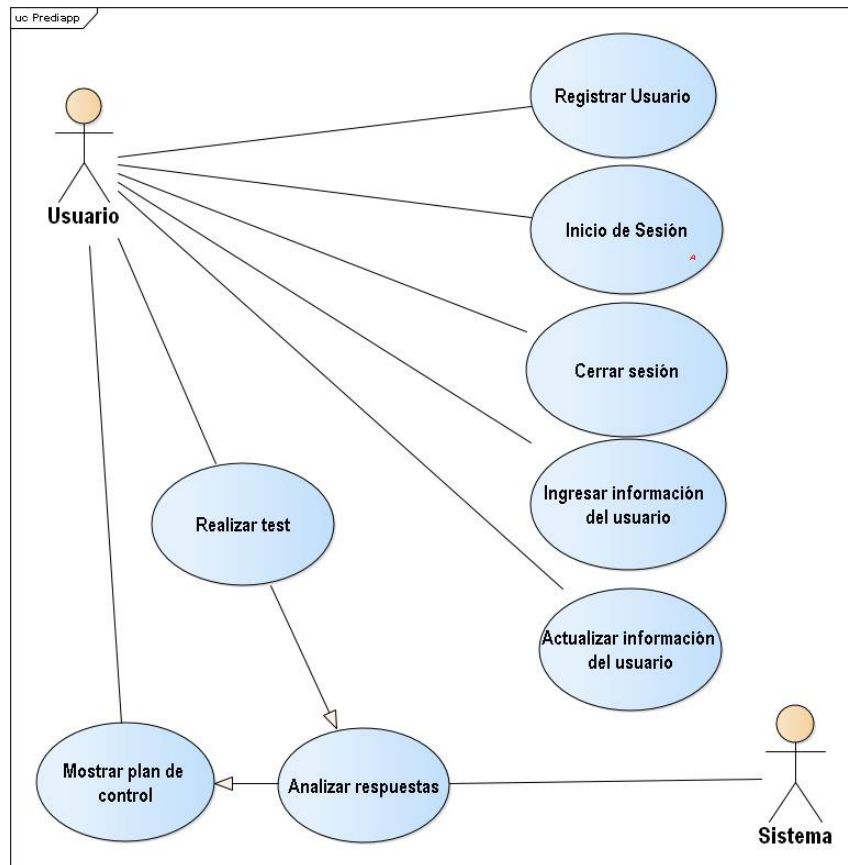 uc Prediapp
Registrar Usuario
Usuario
Inicio de Sesión
A
Cerrar sesión
Ingresar información
del usuario
Realizar test
Actualizar información
del usuario
Mostrar plan de
control
Analizar respuestas
Sistema